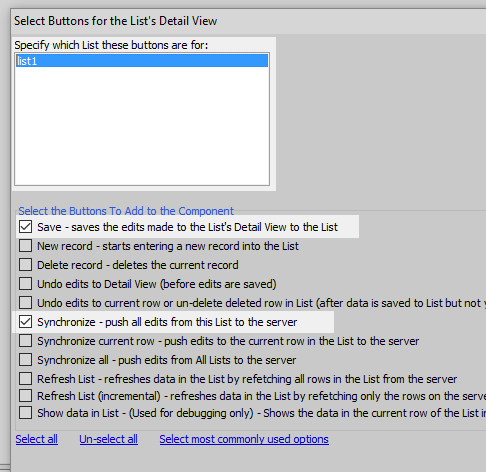 Select Buttons for the List's Detail View
Specify which List these buttons are for:
list1
Select the Buttons To Add to the Component
Save - saves the edits made to the List's Detail View to the List
New record - starts entering a new record into the List
Delete record - deletes the current record
Undo edits to Detail View (before edits are saved)
Undo edits to current row or un-delete deleted row in List (after data is saved to List but not
Synchronize - push all edits from this List to the server
Synchronize current row - push edits to the current row in the List to the server
Synchronize all - push edits from All Lists to the server
Refresh List - refreshes data in the List by refetching all rows in the List from the server
Refresh List (incremental) - refreshes data in the List by refetching only the rows on the serve
Show data in List - (Used for debugging only) - Shows the data in the current row of the List i
Select all Un-select all Select most commonly used options